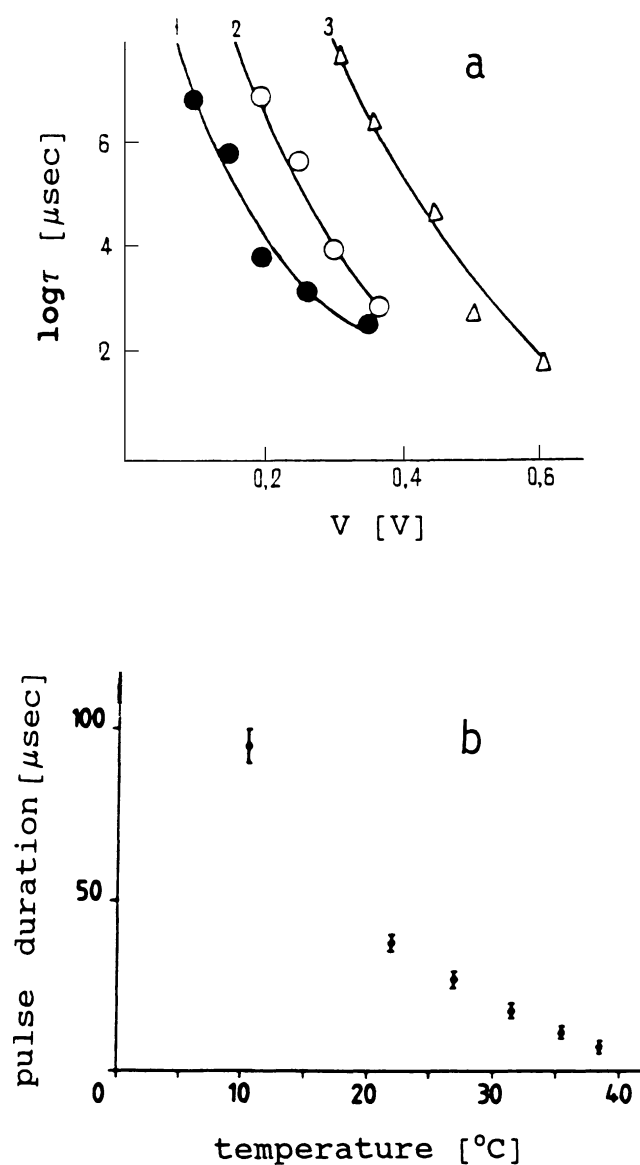 1 2 3
a
logτ [μsec]
6
4
2
0,2 0,4 0,6
V [V]
b
pulse duration [μsec]
100
50
0 10 20 30 40
temperature [°C]